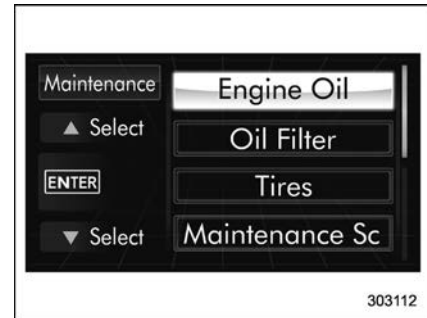 Maintenance
▲ Select
ENTER
▼ Select
Engine Oil
Oil Filter
Tires
Maintenance Sc
303112